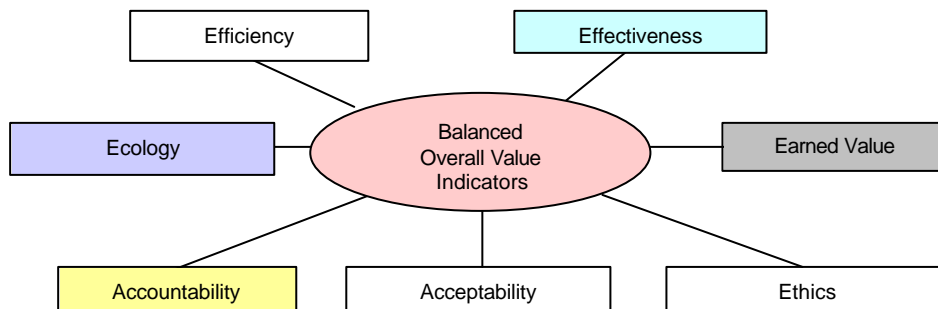 Efficiency
Effectiveness
Ecology
Balanced
Overall Value
Indicators
Earned Value
Accountability
Acceptability
Ethics